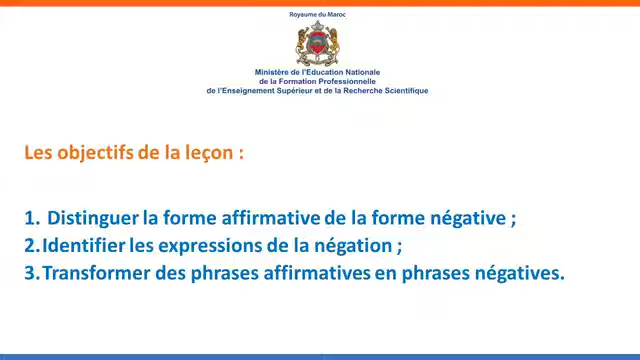 Royaume du Maroc
Ministère de l'Education Nationale
de la Formation Professionnelle
de l'Enseignement Supérieur et de la Recherche Scientifique
Les objectifs de la leçon :
1. Distinguer la forme affirmative de la forme négative ;
2.Identifier les expressions de la négation ;
3.Transformer des phrases affirmatives en phrases négatives.